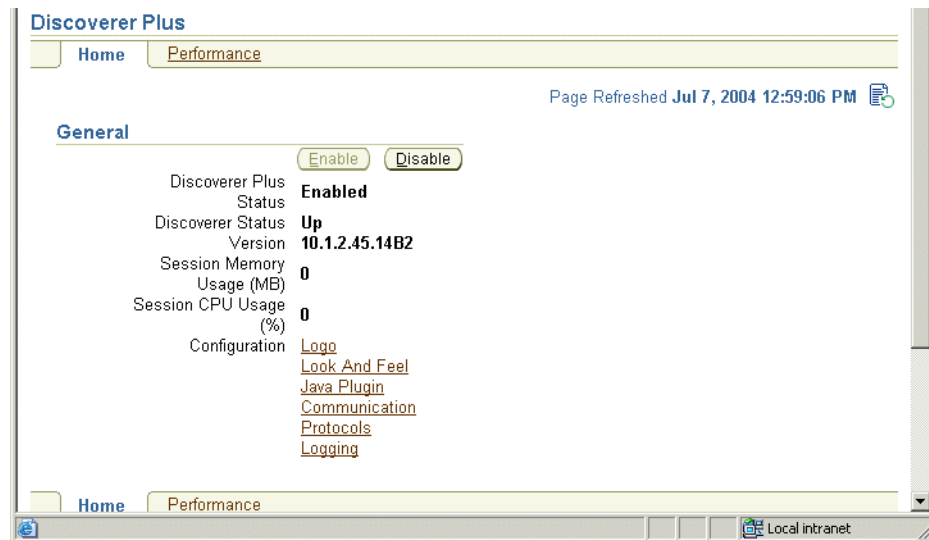 Discoverer Plus
Home Performance
Page Refreshed Jul 7, 2004 12:59:06 PM
General
Enable Disable
Discoverer Plus
Status Enabled
Discoverer Status Up
Version 10.1.2.45.14B2
Session Memory
Usage (MB) 0
Session CPU Usage
(%) 0
Configuration Logo
Look And Feel
Java Plugin
Communication
Protocols
Logging
Home Performance
Local intranet